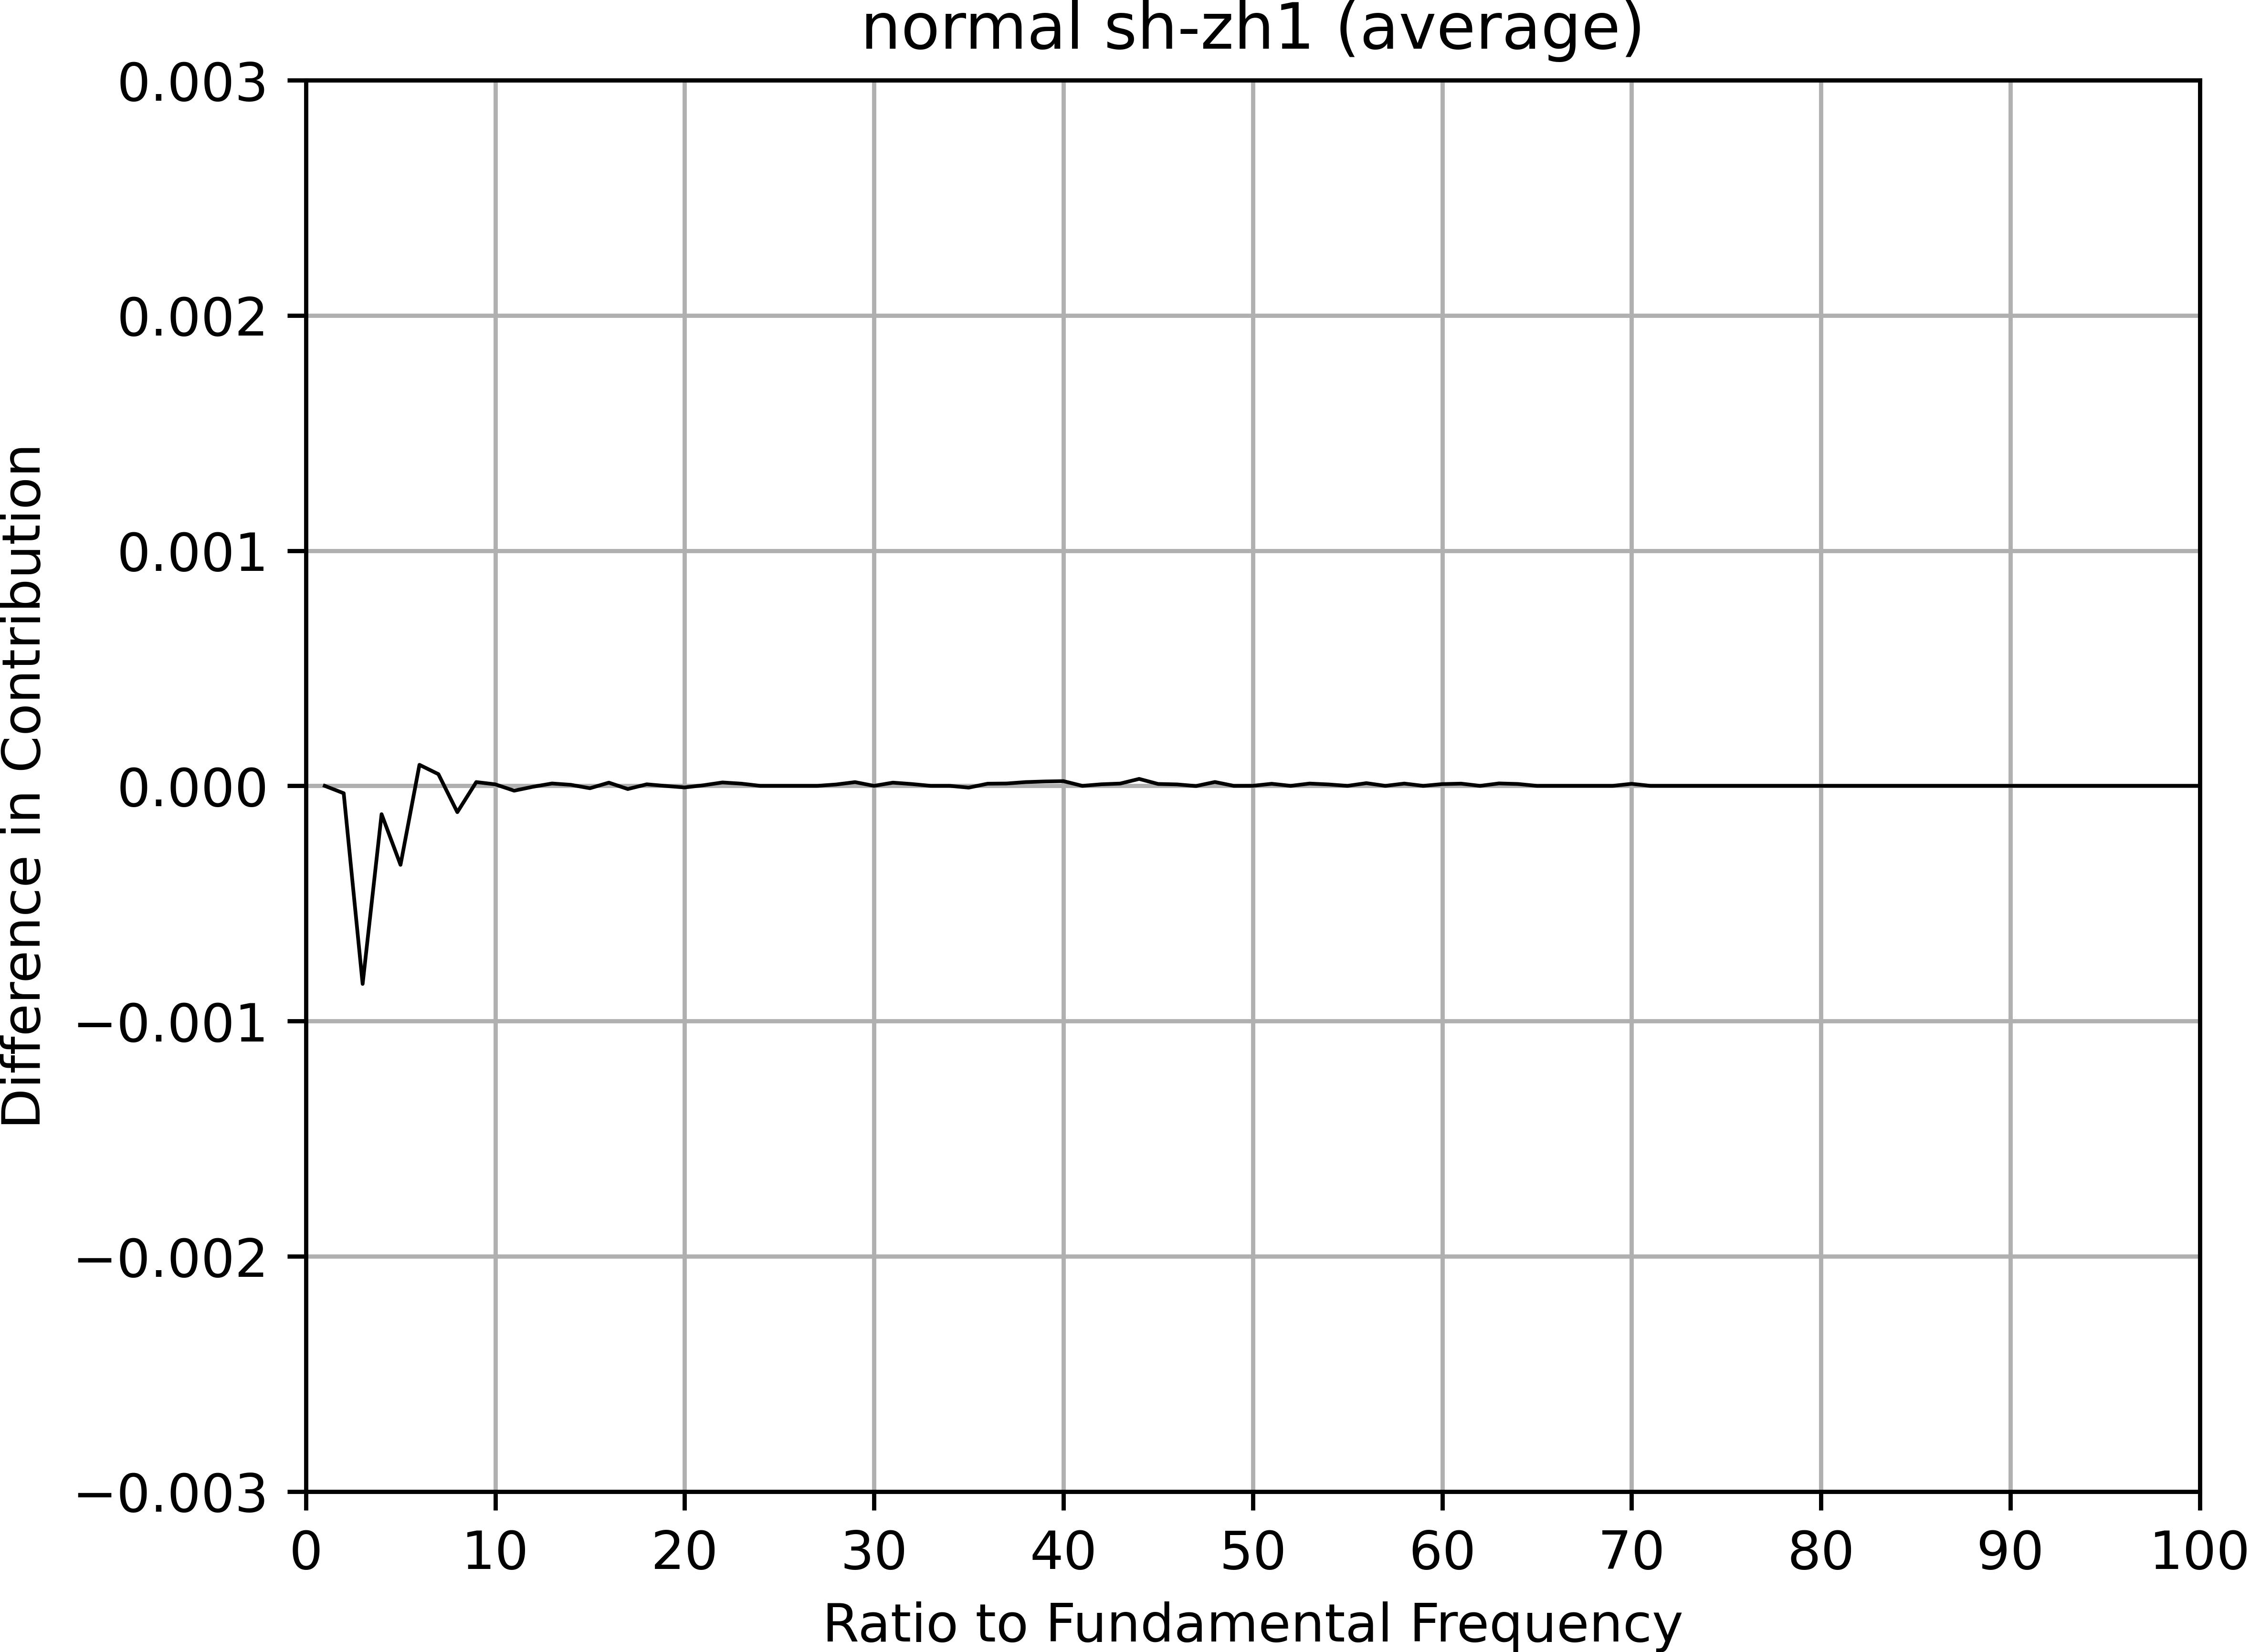 normal sh-zh1 (average)
0.003
0.002
0.001
0.000
−0.001
−0.002
−0.003
Difference in Contribution
0 10 20 30 40 50 60 70 80 90 100
Ratio to Fundamental Frequency